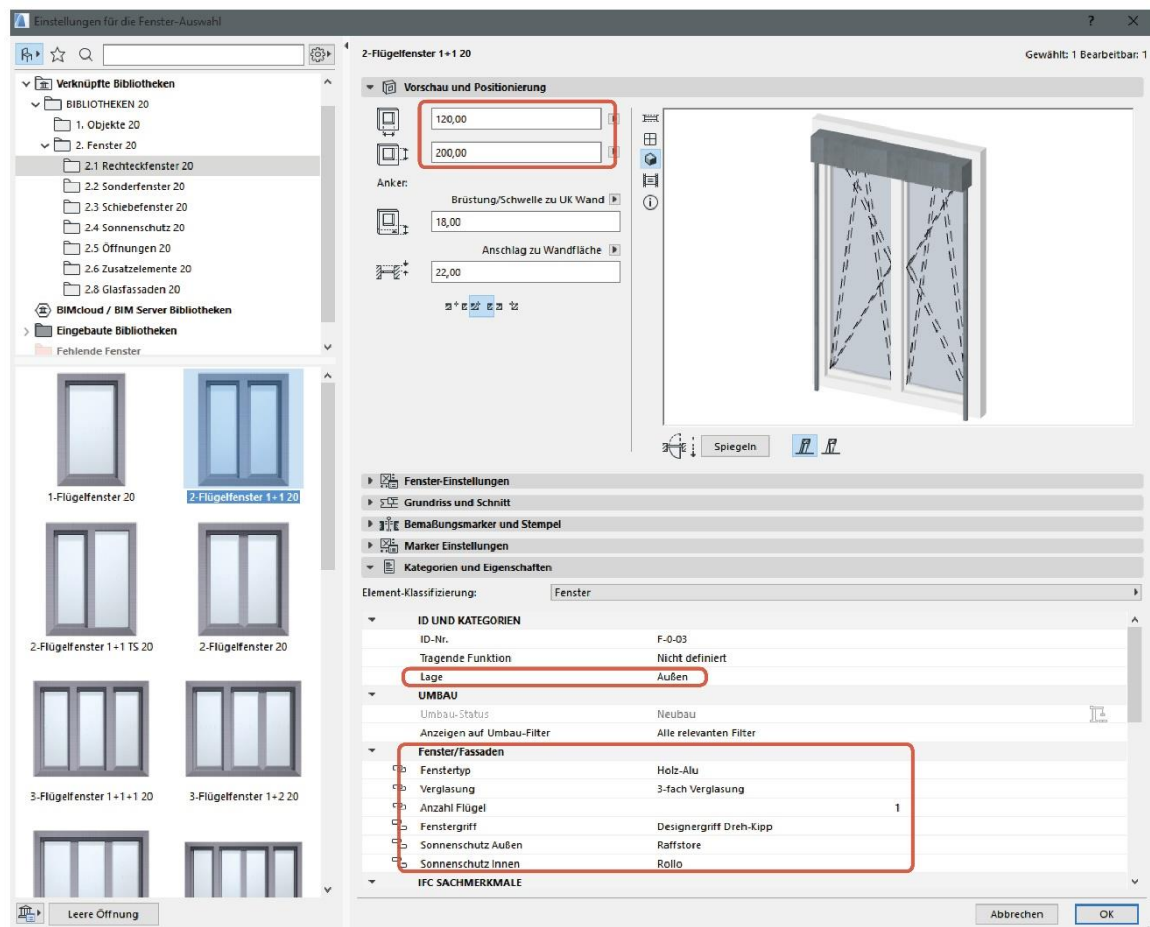 Einstellungen für die Fenster-Auswahl
? ×
2-Flügelfenster 1+1 20
Gewählt: 1 Bearbeitbar: 1
Verknüpfte Bibliotheken
BIBLIOTHEKEN 20
1. Objekte 20
2. Fenster 20
2.1 Rechteckfenster 20
2.2 Sonderfenster 20
2.3 Schiebefenster 20
2.4 Sonnenschutz 20
2.5 Öffnungen 20
2.6 Zusatzelemente 20
2.8 Glasfassaden 20
BIMcloud / BIM Server Bibliotheken
Eingebaute Bibliotheken
Fehlende Fenster
1-Flügelfenster 20
2-Flügelfenster 1+1 20
2-Flügelfenster 1+1 TS 20
2-Flügelfenster 20
3-Flügelfenster 1+1+1 20
3-Flügelfenster 1+2 20
Leere Öffnung
Vorschau und Positionierung
120,00
200,00
Anker:
Brüstung/Schwelle zu UK Wand
18,00
Anschlag zu Wandfläche
22,00
Spiegeln
Fenster-Einstellungen
Grundriss und Schnitt
Bemaßungsmarker und Stempel
Marker Einstellungen
Kategorien und Eigenschaften
Element-Klassifizierung: Fenster
ID UND KATEGORIEN
ID-Nr. F-0-03
Tragende Funktion Nicht definiert
Lage Außen
UMBAU
Umbau-Status Neubau
Anzeigen auf Umbau-Filter Alle relevanten Filter
Fenster/Fassaden
Fenstertyp Holz-Alu
Verglasung 3-fach Verglasung
Anzahl Flügel 1
Fenstergriff Designergriff Dreh-Kipp
Sonnenschutz Außen Raffstore
Sonnenschutz Innen Rollo
IFC SACHMERKMALE
Abbrechen OK